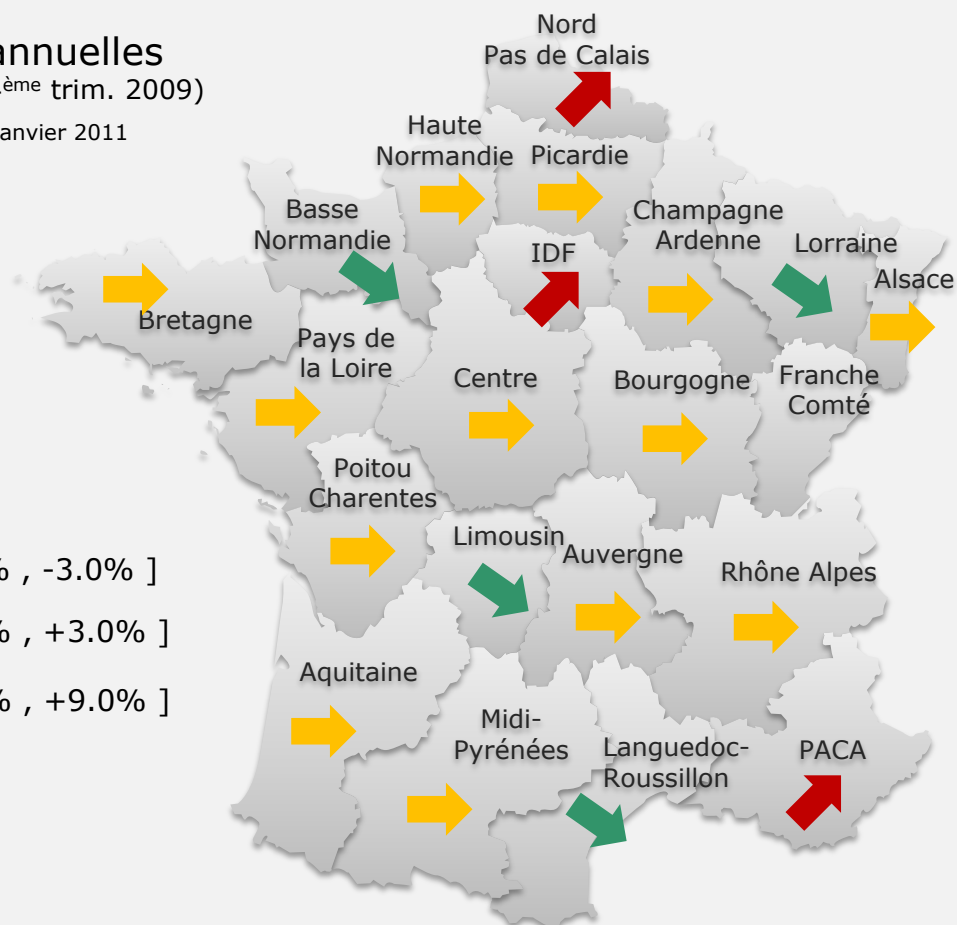 annuelles
ème trim. 2009)
anvier 2011
Nord
Pas de Calais
Haute
Normandie
Picardie
Basse
Normandie
IDF
Champagne
Ardenne
Lorraine
Alsace
Bretagne
Pays de
la Loire
Centre
Bourgogne
Franche
Comté
Poitou
Charentes
Limousin
Auvergne
Rhône Alpes
% , -3.0% ]
% , +3.0% ]
% , +9.0% ]
Aquitaine
Midi-
Pyrénées
Languedoc-
Roussillon
PACA